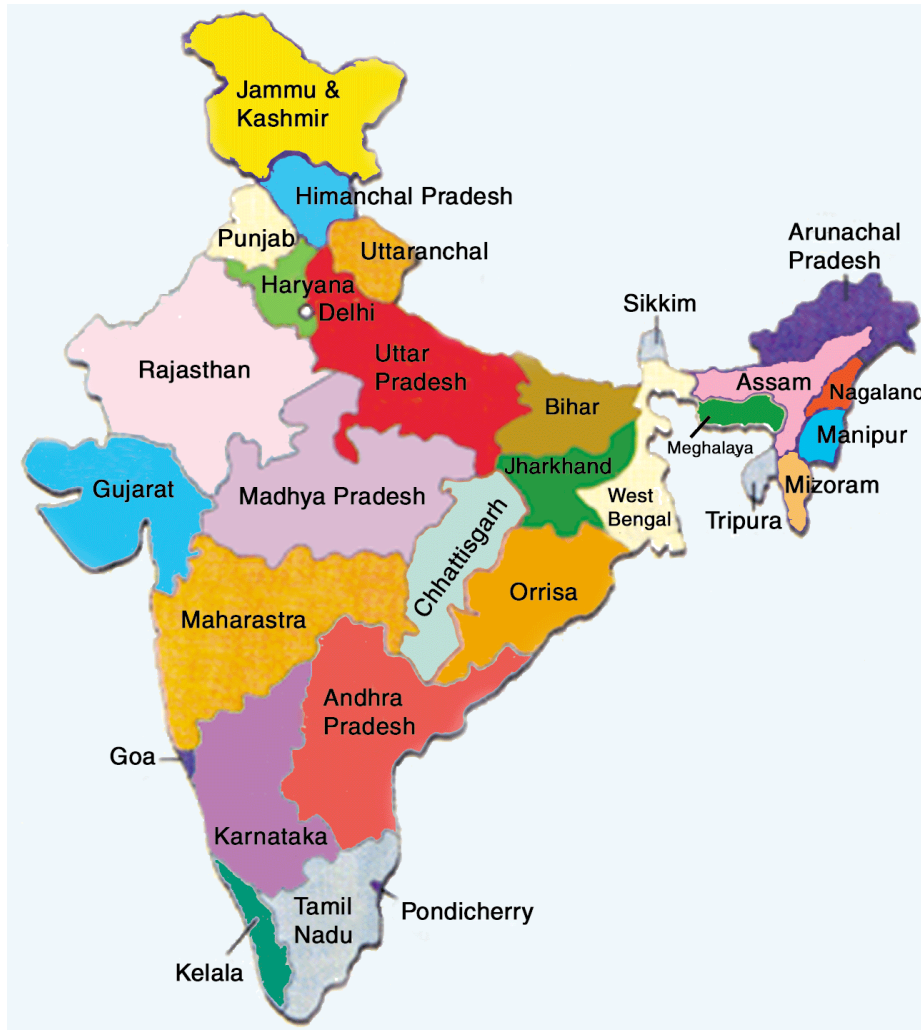 Jammu &
Kashmir
Himanchal Pradesh
Punjab
Uttaranchal
Arunachal
Pradesh
Haryana
Delhi
Sikkim
Rajasthan
Uttar
Pradesh
Assam
Nagaland
Bihar
Manipur
Meghalaya
Jharkhand
Gujarat
Madhya Pradesh
Mizoram
West
Bengal
Tripura
Chhattisgarh
Orrisa
Maharastra
Andhra
Pradesh
Goa
Karnataka
Tamil
Nadu
Pondicherry
Kelala